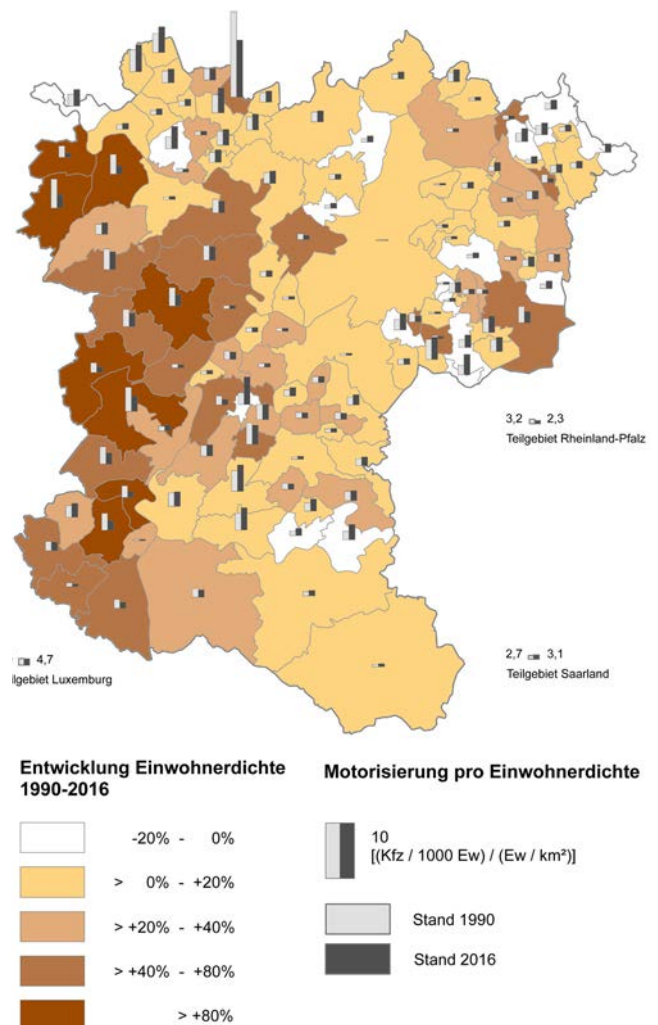 3,2 2,3
Teilgebiet Rheinland-Pfalz
4,7
Teilgebiet Luxemburg
2,7 3,1
Teilgebiet Saarland
Entwicklung Einwohnerdichte
1990-2016
-20% - 0%
> 0% - +20%
> +20% - +40%
> +40% - +80%
> +80%
Motorisierung pro Einwohnerdichte
10
[(Kfz / 1000 Ew) / (Ew / km²)]
Stand 1990
Stand 2016